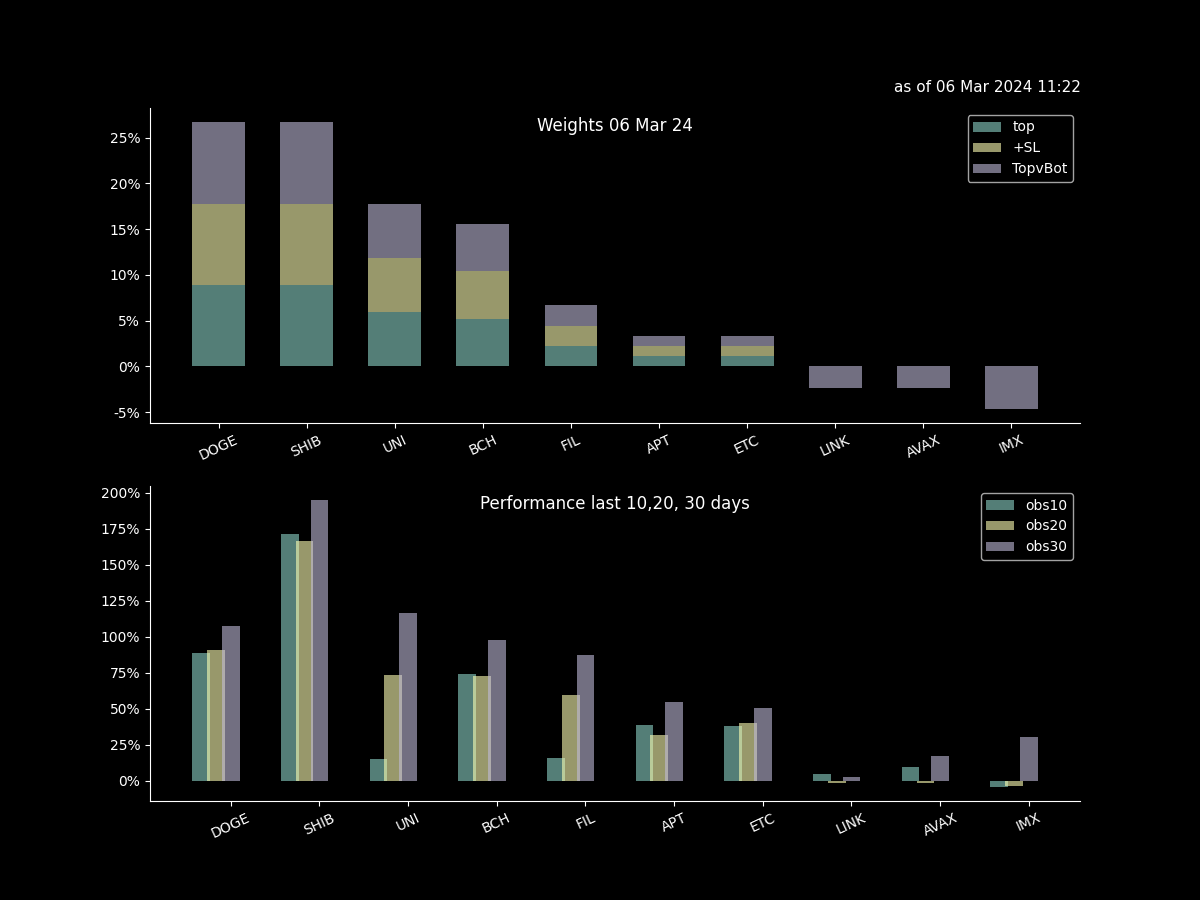 as of 06 Mar 2024 11:22
Weights 06 Mar 24
top
+SL
TopvBot
25%
20%
15%
10%
5%
0%
-5%
DOGE SHIB UNI BCH FIL APT ETC LINK AVAX IMX
Performance last 10,20, 30 days
obs10
obs20
obs30
200%
175%
150%
125%
100%
75%
50%
25%
0%
DOGE SHIB UNI BCH FIL APT ETC LINK AVAX IMX